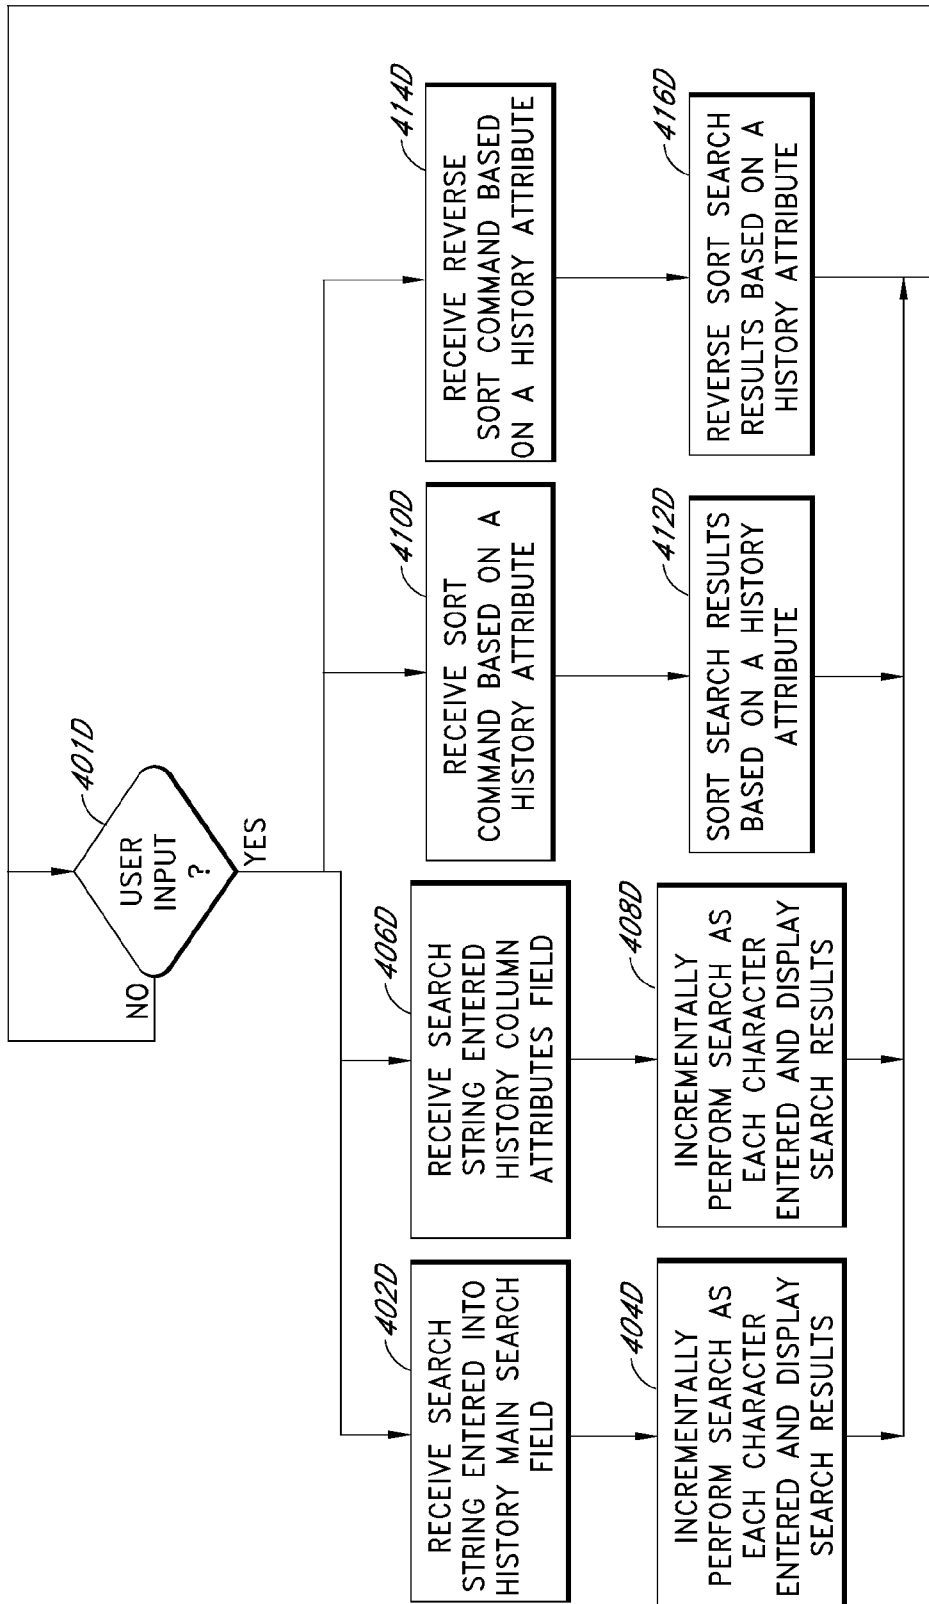 401D
USER
INPUT
?
NO
YES
402D
RECEIVE SEARCH
STRING ENTERED INTO
HISTORY MAIN SEARCH
FIELD
406D
RECEIVE SEARCH
STRING ENTERED
HISTORY COLUMN
ATTRIBUTES FIELD
410D
RECEIVE SORT
COMMAND BASED ON A
HISTORY ATTRIBUTE
414D
RECEIVE REVERSE
SORT COMMAND BASED
ON A HISTORY ATTRIBUTE
404D
INCREMENTALLY
PERFORM SEARCH AS
EACH CHARACTER
ENTERED AND DISPLAY
SEARCH RESULTS
408D
INCREMENTALLY
PERFORM SEARCH AS
EACH CHARACTER
ENTERED AND DISPLAY
SEARCH RESULTS
412D
SORT SEARCH RESULTS
BASED ON A HISTORY
ATTRIBUTE
416D
REVERSE SORT SEARCH
RESULTS BASED ON A
HISTORY ATTRIBUTE